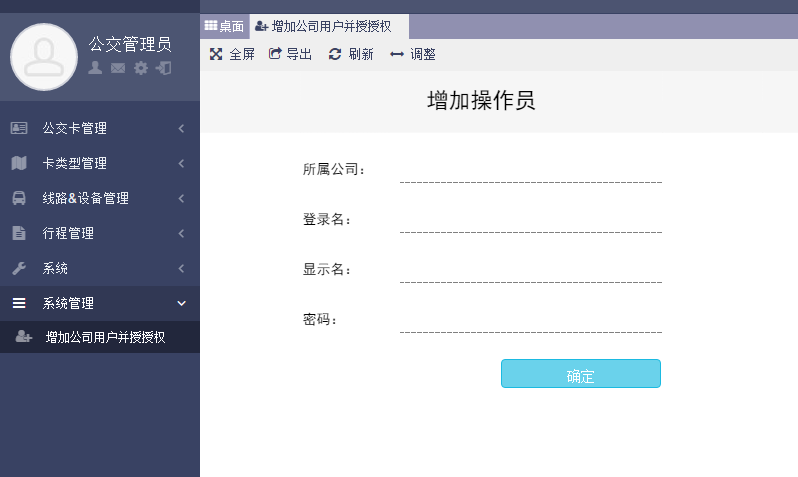 公交管理员
公交卡管理
卡类型管理
线路&设备管理
行程管理
系统
系统管理
增加公司用户并授授权
桌面 增加公司用户并授授权
全屏 导出 刷新 调整
增加操作员
所属公司：
登录名：
显示名：
密码：
确定